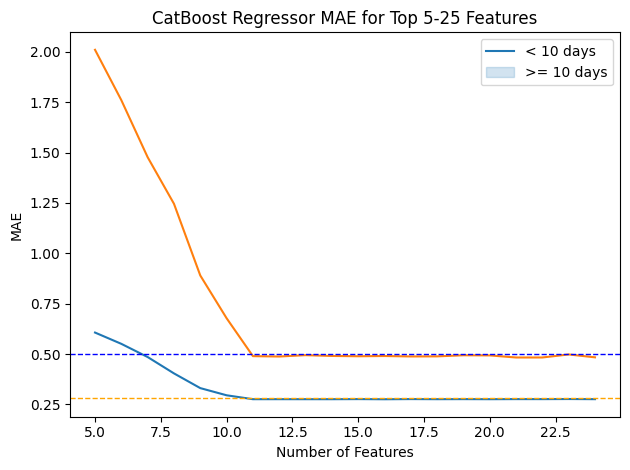 CatBoost Regressor MAE for Top 5-25 Features
< 10 days
>= 10 days
2.00
1.75
1.50
1.25
1.00
0.75
0.50
0.25
MAE
5.0 7.5 10.0 12.5 15.0 17.5 20.0 22.5
Number of Features